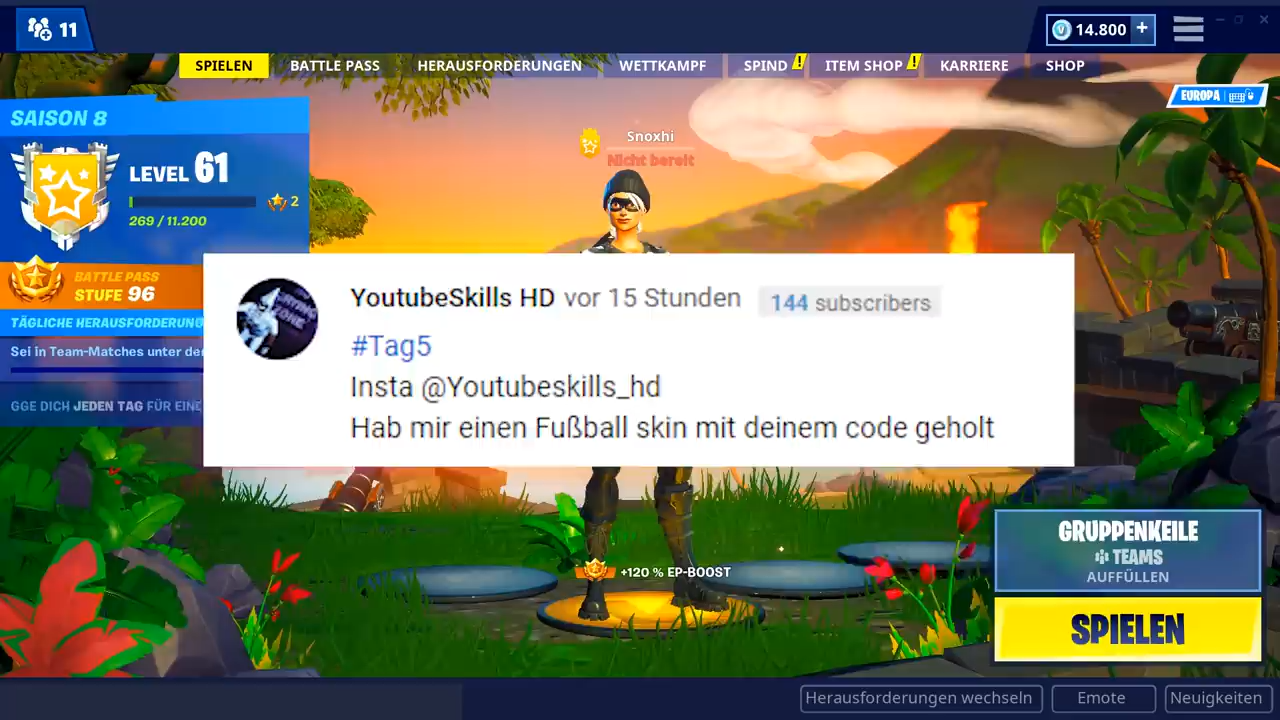 11
14.800 +
SPIELEN
BATTLE PASS
HERAUSFORDERUNGEN
WETTKAMPF
SPIND !
ITEM SHOP !
KARRIERE
SHOP
EUROPA
SAISON 8
LEVEL 61
2
269 / 11.200
BATTLE PASS
STUFE 96
TÄGLICHE HERAUSFORDERUNG
Sei in Team-Matches unter der
GGE DICH JEDEN TAG FÜR EINE
Snoxhi
Nicht bereit
YoutubeSkills HD vor 15 Stunden 144 subscribers
#Tag5
Insta @Youtubeskills_hd
Hab mir einen Fußball skin mit deinem code geholt
+120 % EP-BOOST
GRUPPENKEILE
TEAMS
AUFFÜLLEN
SPIELEN
Herausforderungen wechseln
Emote
Neuigkeiten